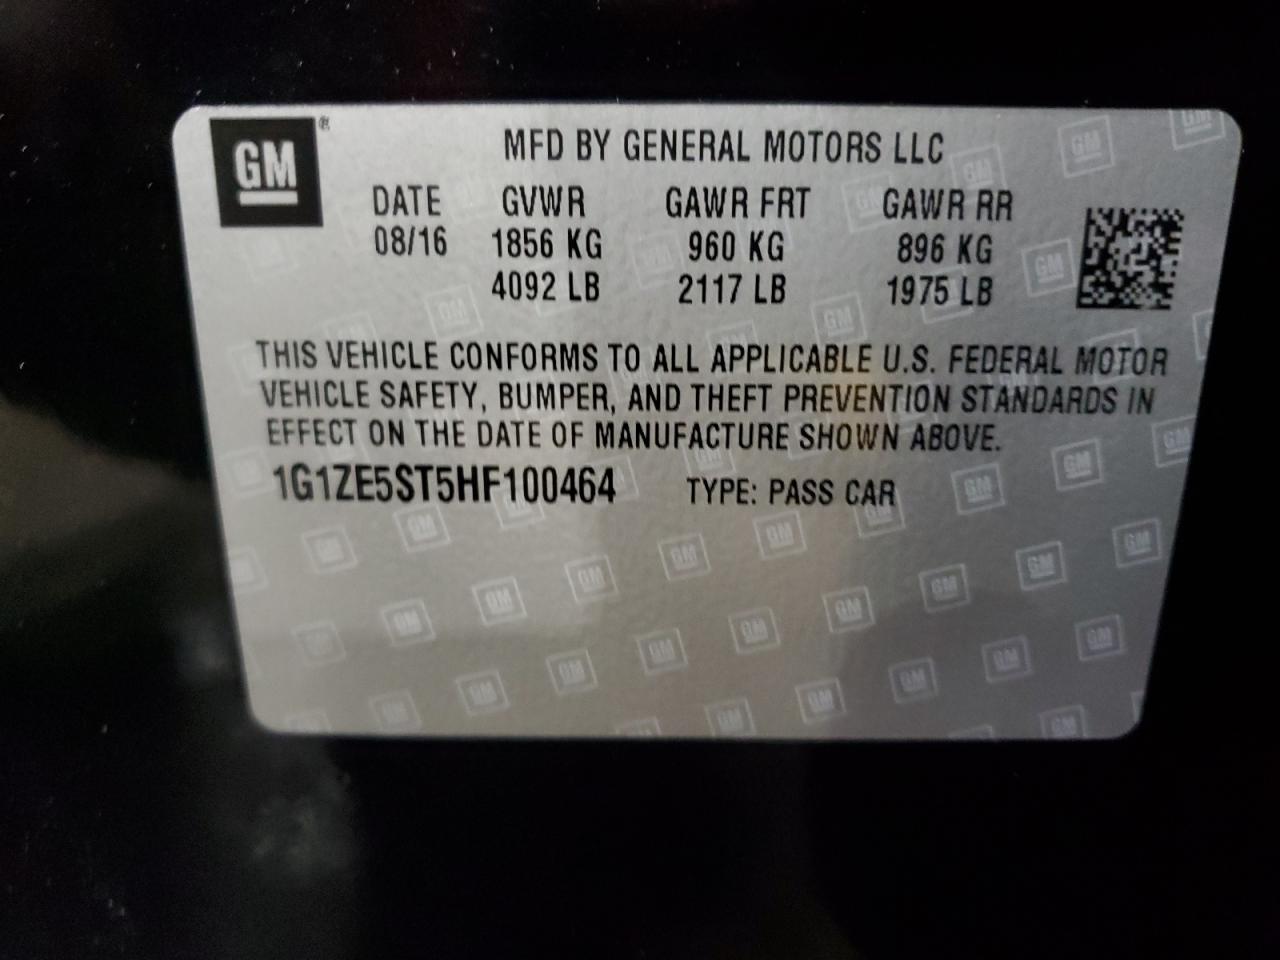 GM®
MFD BY GENERAL MOTORS LLC
DATE GVWR GAWR FRT GAWR RR
08/16 1856 KG 960 KG 896 KG
4092 LB 2117 LB 1975 LB
THIS VEHICLE CONFORMS TO ALL APPLICABLE U.S. FEDERAL MOTOR
VEHICLE SAFETY, BUMPER, AND THEFT PREVENTION STANDARDS IN
EFFECT ON THE DATE OF MANUFACTURE SHOWN ABOVE.
1G1ZE5ST5HF100464 TYPE: PASS CAR